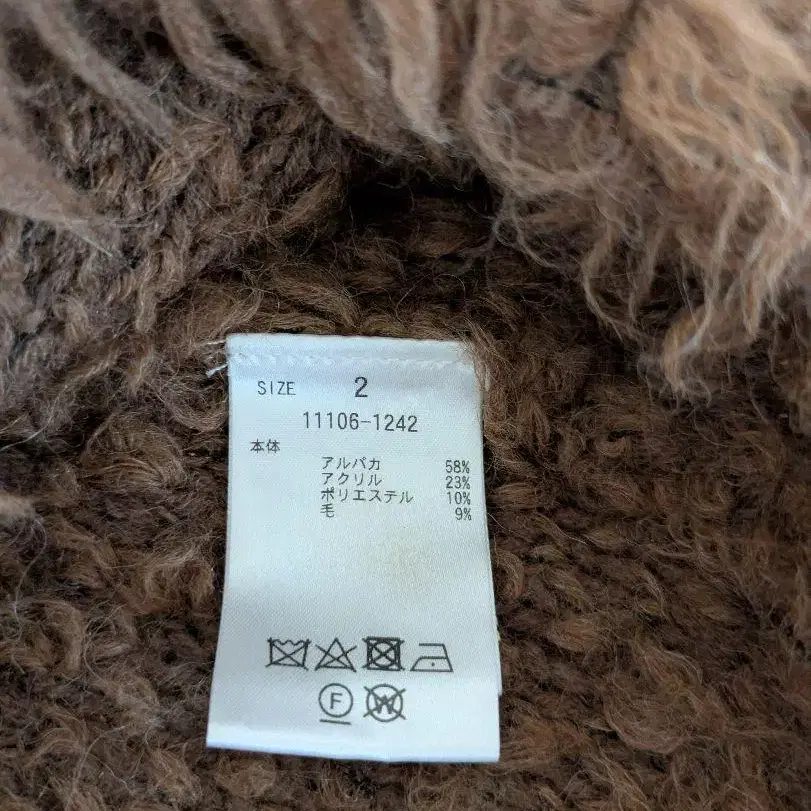 SIZE 2
11106-1242
本体
アルパカ 58%
アクリル 23%
ポリエステル 10%
毛 9%
F W